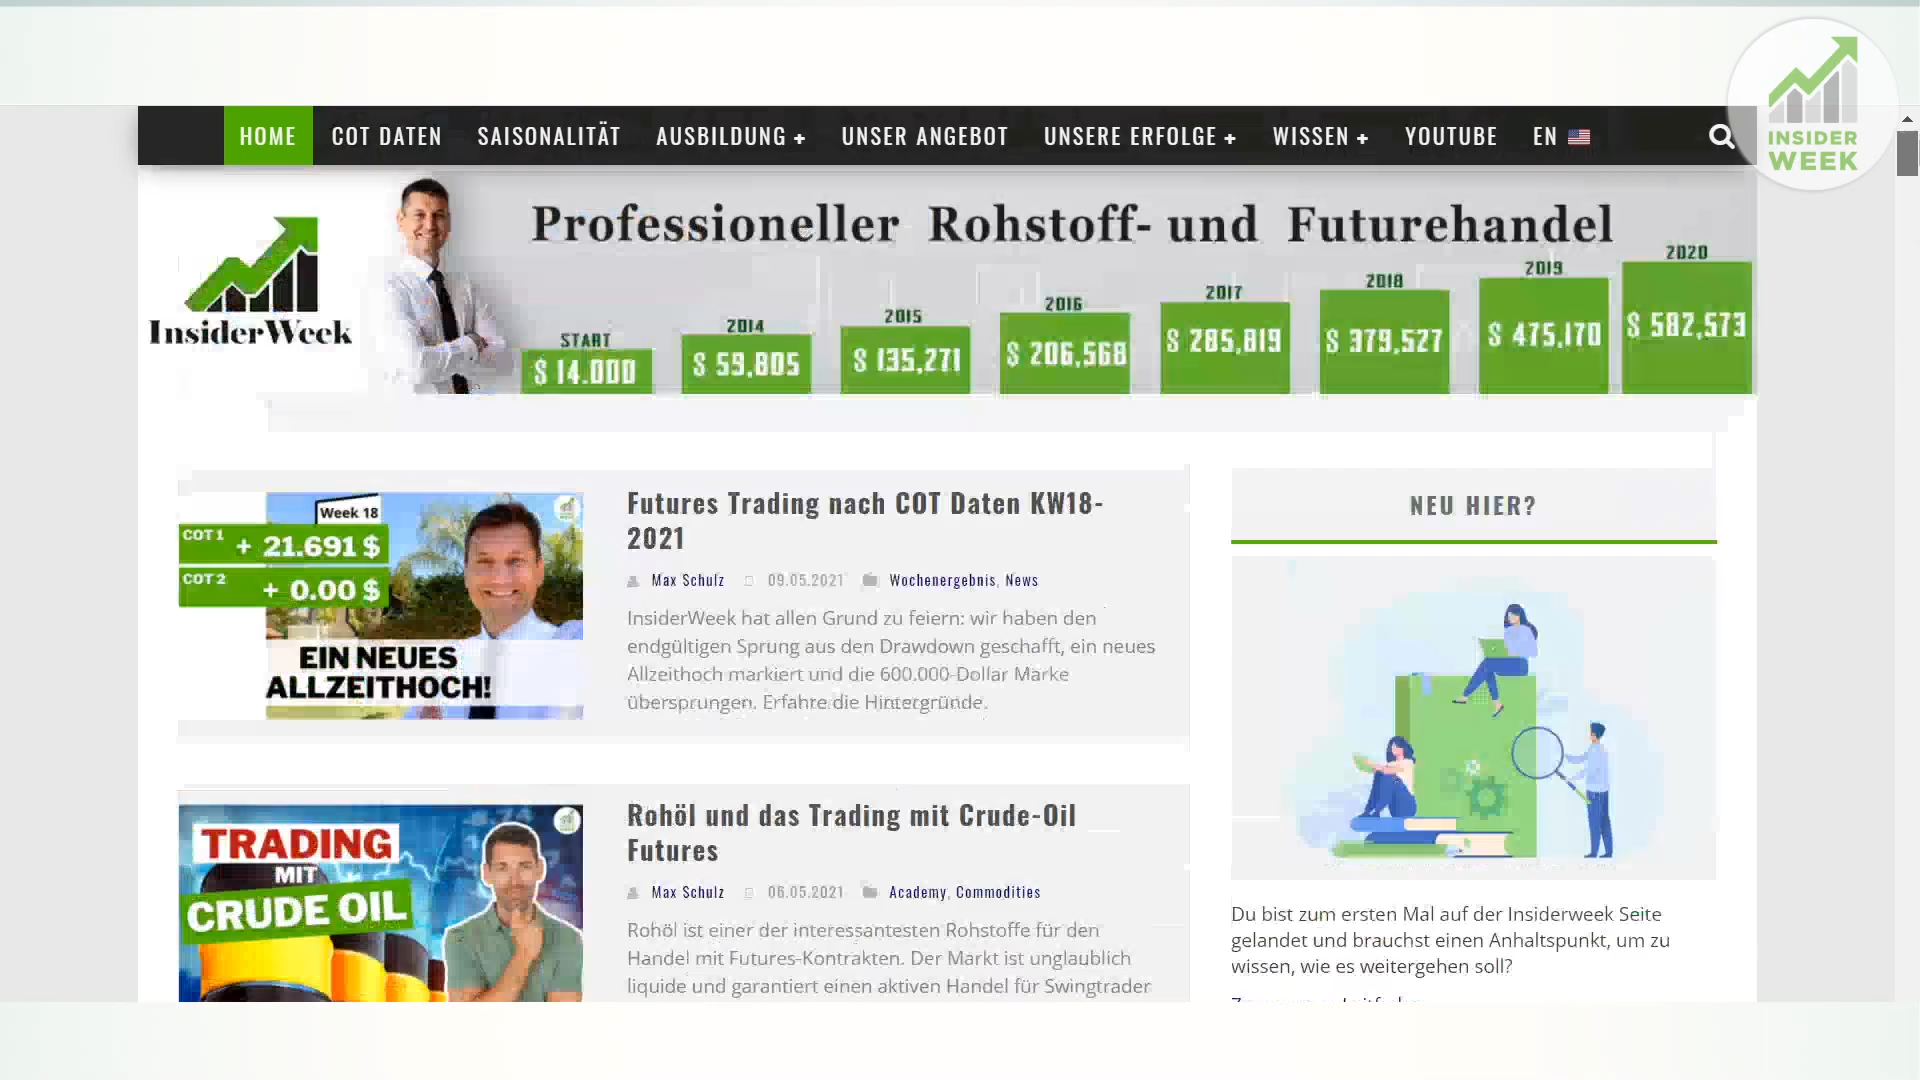 INSIDER
WEEK
HOME COT DATEN SAISONALITÄT AUSBILDUNG + UNSER ANGEBOT UNSERE ERFOLGE + WISSEN + YOUTUBE EN
InsiderWeek
Professioneller Rohstoff- und Futurehandel
START
$ 14.000
2014
$ 59,805
2015
$ 135,271
2016
$ 206,568
2017
$ 285,819
2018
$ 379,527
2019
$ 475,170
2020
$ 582,573
Week 18
COT 1 + 21.691 $
COT 2 + 0.00 $
EIN NEUES
ALLZEITHOCH!
Futures Trading nach COT Daten KW18-
2021
Max Schulz 09.05.2021 Wochenergebnis, News
InsiderWeek hat allen Grund zu feiern: wir haben den
endgültigen Sprung aus den Drawdown geschafft, ein neues
Allzeithoch markiert und die 600.000-Dollar Marke
übersprungen. Erfahre die Hintergründe.
TRADING
MIT
CRUDE OIL
Rohöl und das Trading mit Crude-Oil
Futures
Max Schulz 06.05.2021 Academy, Commodities
Rohöl ist einer der interessantesten Rohstoffe für den
Handel mit Futures-Kontrakten. Der Markt ist unglaublich
liquide und garantiert einen aktiven Handel für Swingtrader
NEU HIER?
Du bist zum ersten Mal auf der Insiderweek Seite
gelandet und brauchst einen Anhaltspunkt, um zu
wissen, wie es weitergehen soll?